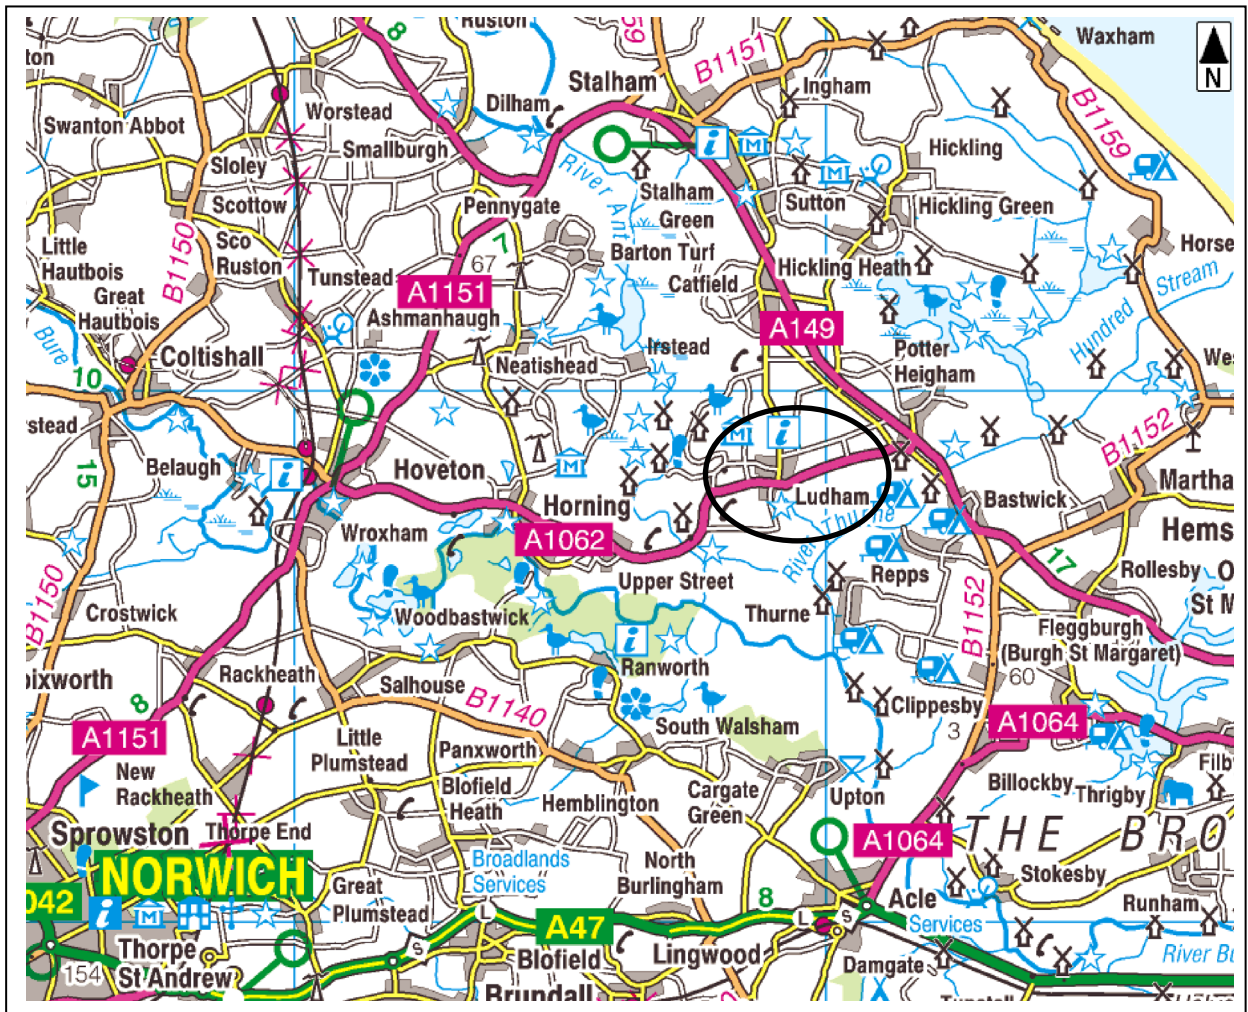 Ruston
B1151
Waxham
N
8
Stalham
Ingham
Dilham
Worstead
B1159
Swanton Abbot
Smallburgh
Sloley
i
Hickling
River Ant
Scottow
Stalham
Green
Sutton
Hickling Green
Pennygate
7
B1150
Little
Hautbois
Sco
Ruston
Barton Turf
67
Hickling Heath
Tunstead
Catfield
Great
Hautbois
A1151
Hundred Stream
Ashmanhaugh
A149
Bure
Coltishall
Neatishead
Irstead
Potter
Heigham
10
15
B1152
Belaugh
i
i
Hoveton
Ludham
Bastwick
Martha
Horning
River Thurne
Hems
Wroxham
A1062
17
Repps
Rollesby
Upper Street
B1150
Crostwick
Woodbastwick
Thurne
B1152
St M
Fleggburgh
(Burgh St Margaret)
i
Ranworth
Rackheath
Salhouse
60
8
B1140
Clippesby
South Walsham
A1064
A1151
Little
Plumstead
Panxworth
3
New
Rackheath
Blofield
Heath
Hemblington
Cargate
Green
Upton
Billockby
Thrigby
Sprowston
Thorpe End
A1064
THE BRO
NORWICH
Broadlands
Services
North
Burlingham
Stokesby
Great
Plumstead
8
Acle
Services
Runham
i
L
A47
L
S
Thorpe
St Andrew
S
Blofield
Lingwood
River Bu
154
Damgate
Brundall